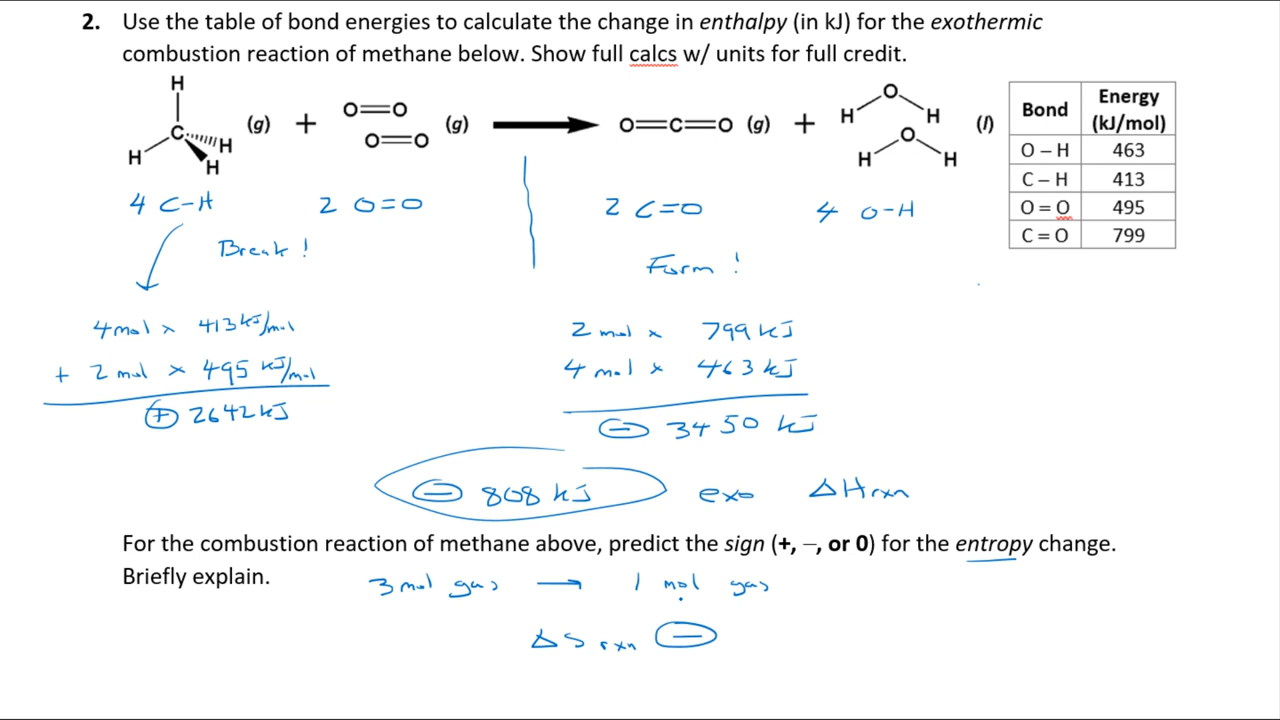 2. Use the table of bond energies to calculate the change in enthalpy (in kJ) for the exothermic
combustion reaction of methane below. Show full calcs w/ units for full credit.
H
C
H
H
H
(g) +
O=O
O=O
(g)
O=C=O (g) +
O
H H
O
H H
(l)
Bond Energy (kJ/mol)
O – H 463
C – H 413
O = O 495
C = O 799
4 C-H 2 O=O 2 C=O 4 O-H
Break!
Form!
4 mol x 413 kJ/mol
+ 2 mol x 495 kJ/mol
+ 2642 kJ
2 mol x 799 kJ
4 mol x 463 kJ
- 3450 kJ
- 808 kJ exo ΔHrxn
For the combustion reaction of methane above, predict the sign (+, –, or 0) for the entropy change.
Briefly explain.
3 mol gas → 1 mol gas
ΔS rxn -